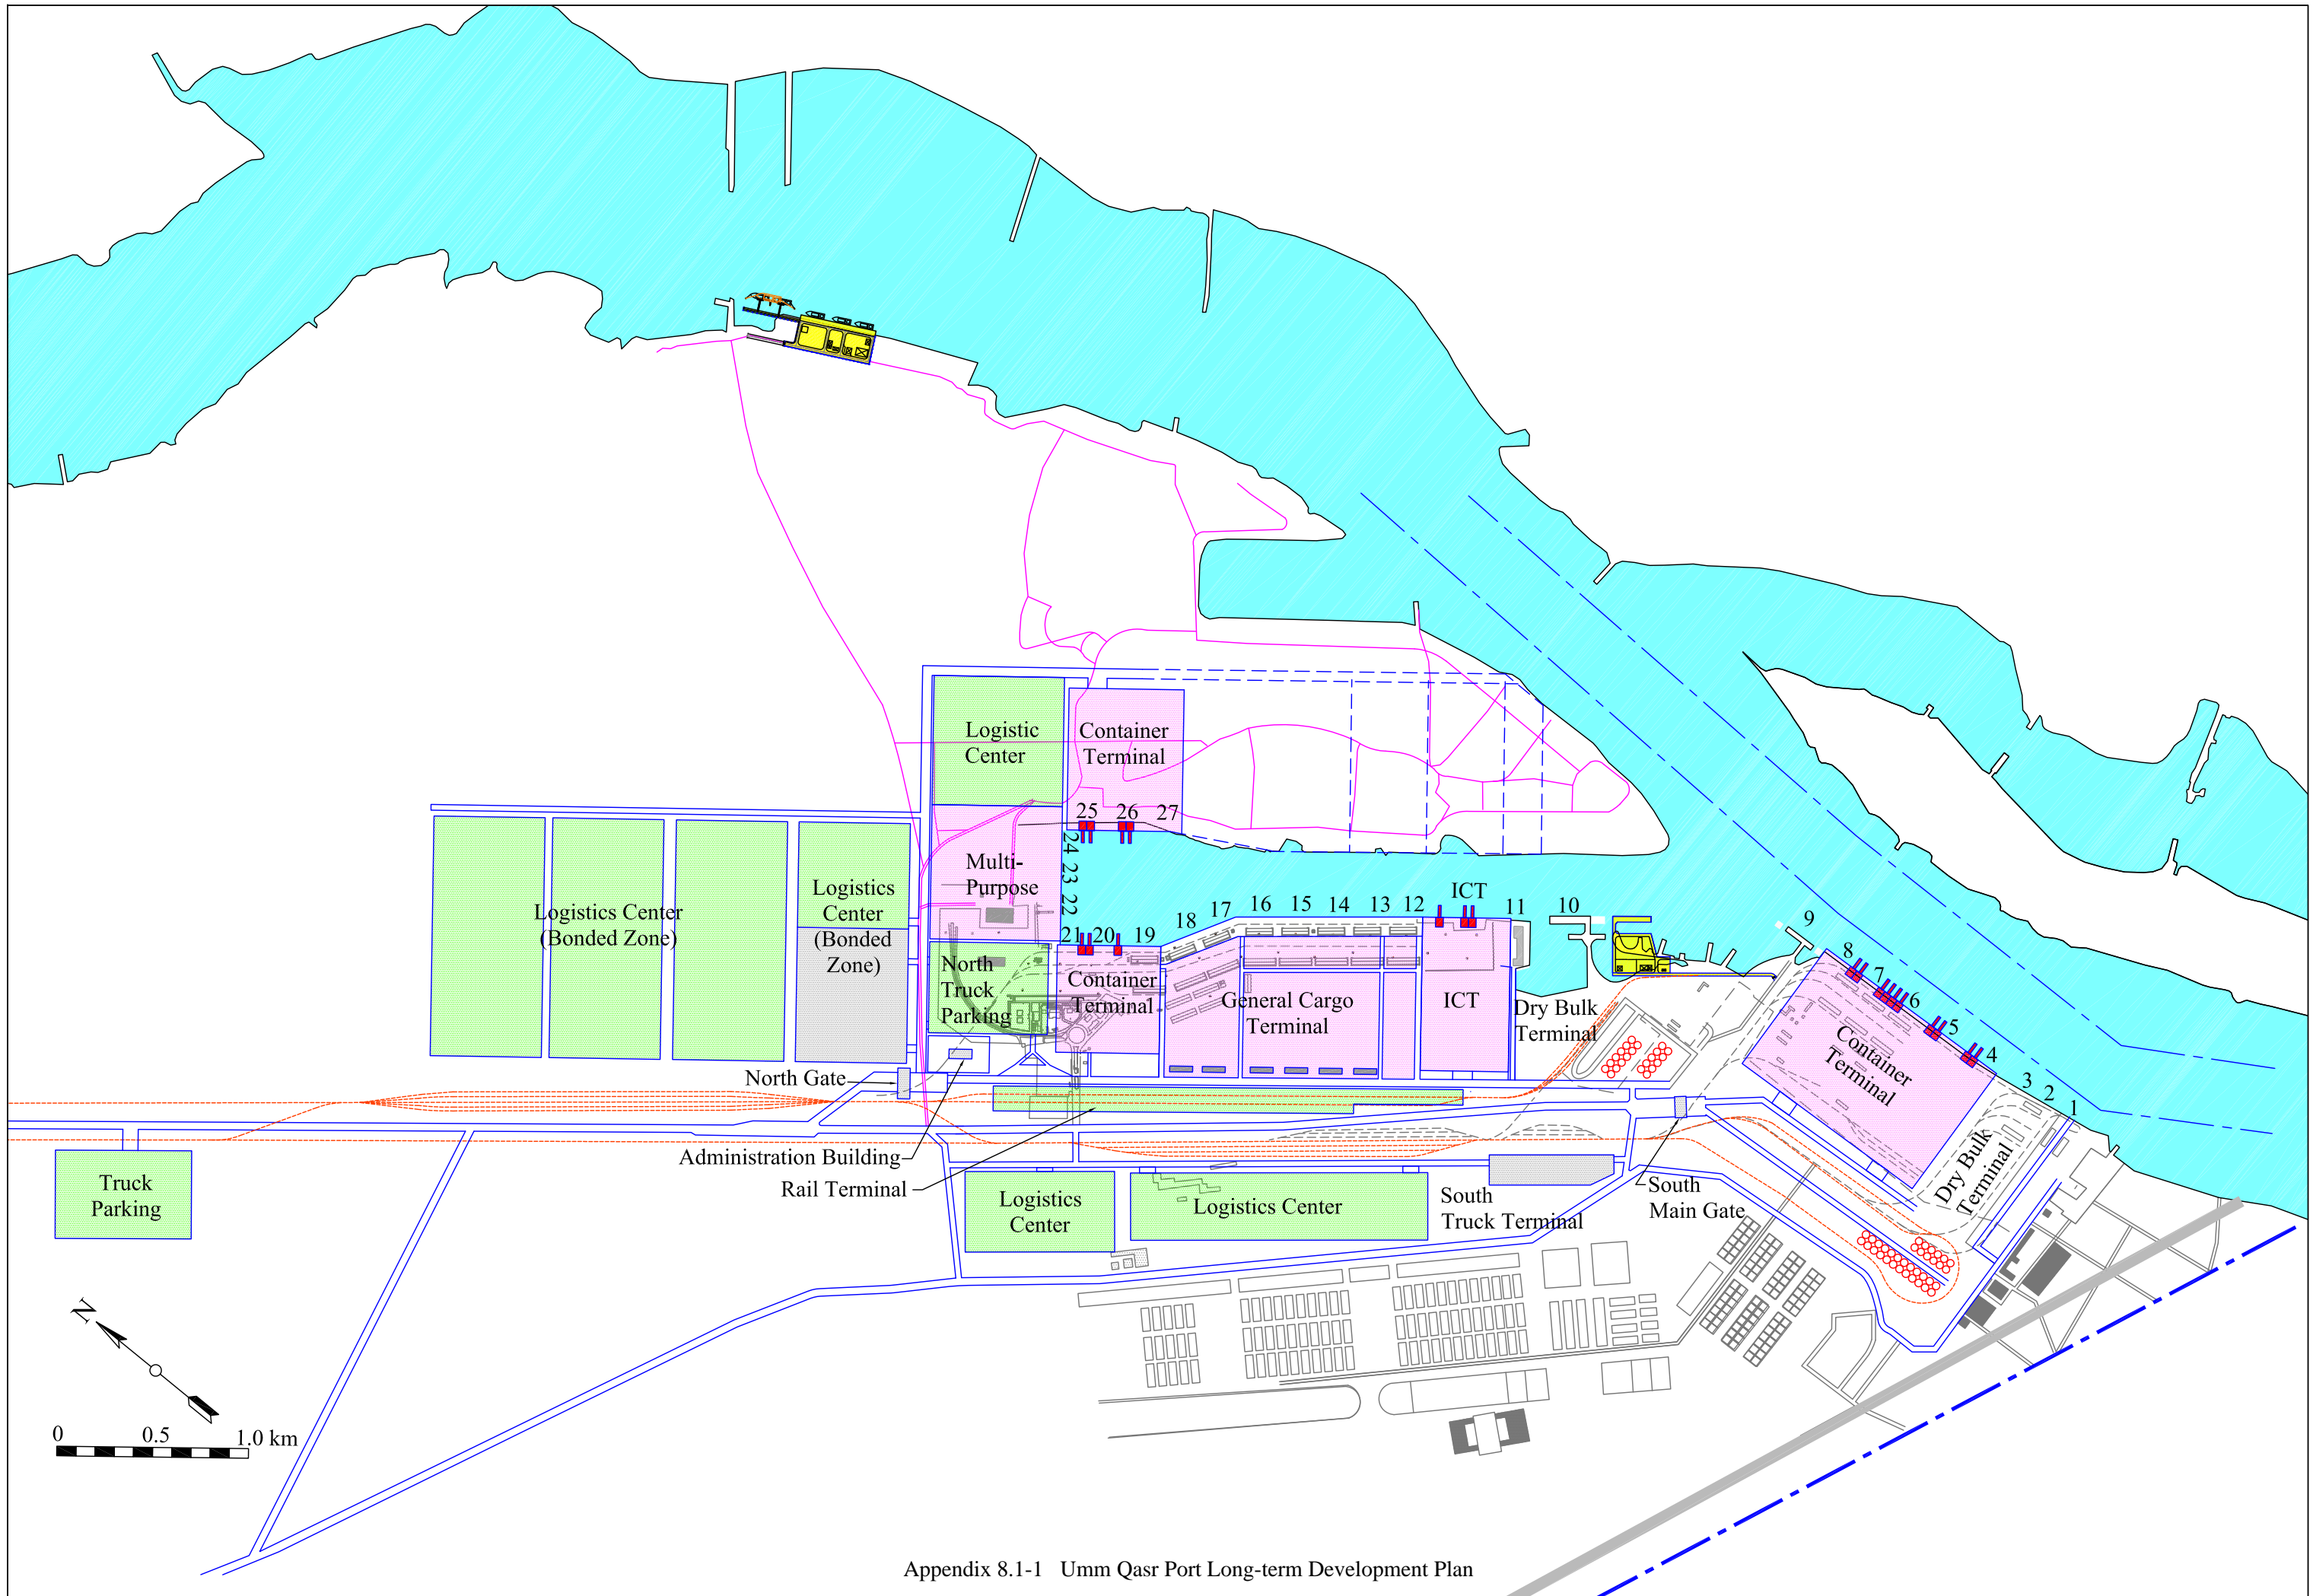 Logistic
Center
Container
Terminal
25
26
27
24
23
22
Multi-
Purpose
Logistics
Center
(Bonded
Zone)
Logistics Center
(Bonded Zone)
21
20
19
18
17
16
15
14
13
12
ICT
11
10
9
8
7
6
5
4
3
2
1
North
Truck
Parking
Container
Terminal
General Cargo
Terminal
ICT
Dry Bulk
Terminal
Container
Terminal
Dry Bulk
Terminal
North Gate
Administration Building
Rail Terminal
Truck
Parking
Logistics
Center
Logistics Center
South
Truck Terminal
South
Main Gate
N
0 0.5 1.0 km
Appendix 8.1-1 Umm Qasr Port Long-term Development Plan